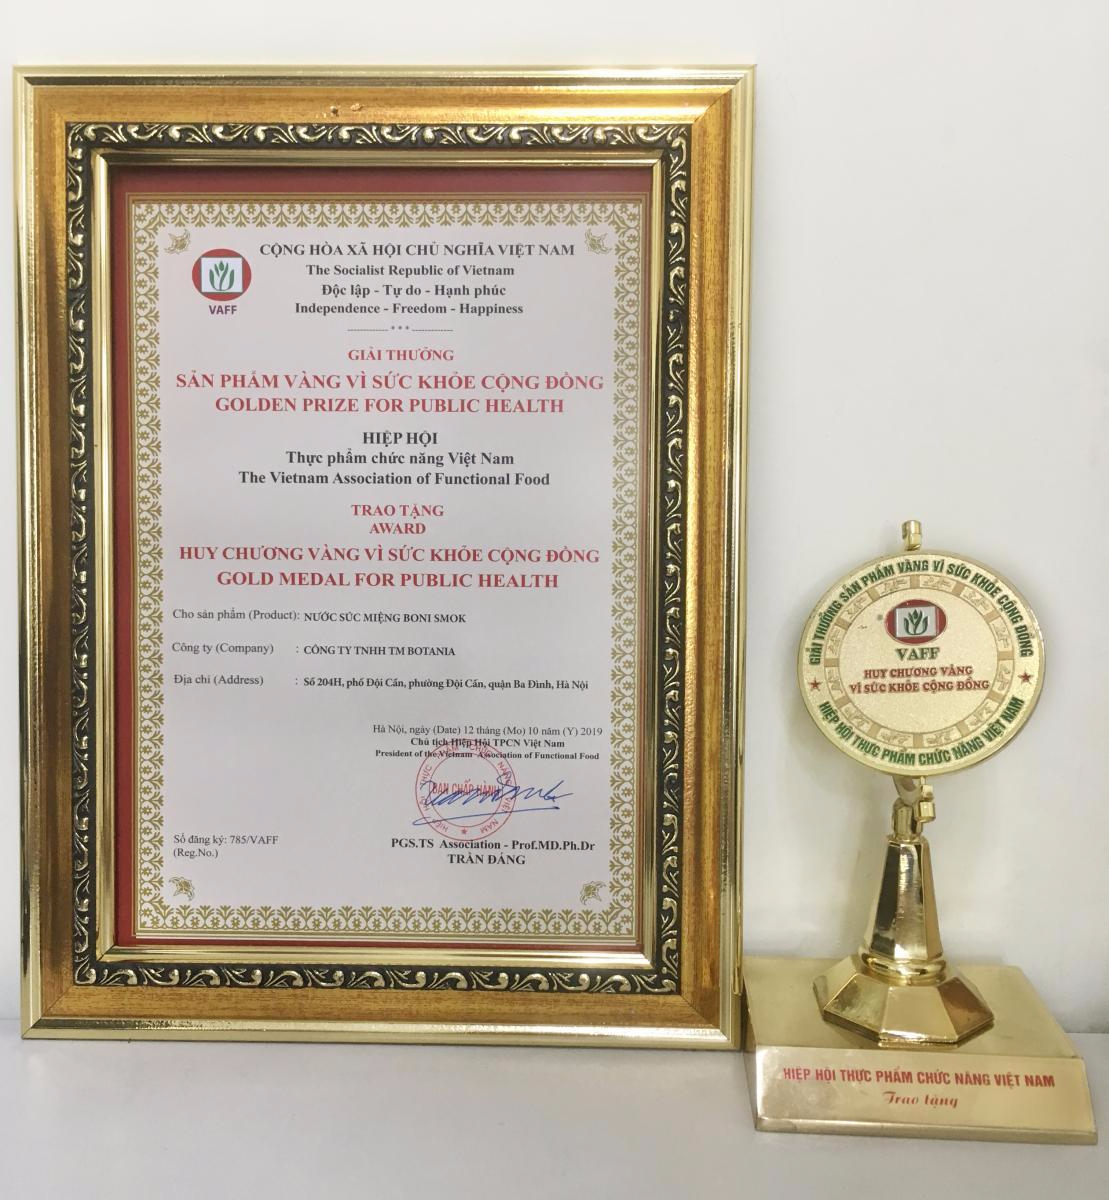 VAFF
CỘNG HÒA XÃ HỘI CHỦ NGHĨA VIỆT NAM
The Socialist Republic of Vietnam
Độc lập - Tự do - Hạnh phúc
Independence - Freedom - Happiness
------------- * * * -------------
GIẢI THƯỞNG
SẢN PHẨM VÀNG VÌ SỨC KHỎE CỘNG ĐỒNG
GOLDEN PRIZE FOR PUBLIC HEALTH
HIỆP HỘI
Thực phẩm chức năng Việt Nam
The Vietnam Association of Functional Food
TRAO TẶNG
AWARD
HUY CHƯƠNG VÀNG VÌ SỨC KHỎE CỘNG ĐỒNG
GOLD MEDAL FOR PUBLIC HEALTH
Cho sản phẩm (Product): NƯỚC SÚC MIỆNG BONI SMOK
Công ty (Company) : CÔNG TY TNHH TM BOTANIA
Địa chỉ (Address) : Số 204H, phố Đội Cấn, phường Đội Cấn, quận Ba Đình, Hà Nội
Hà Nội, ngày (Date) 12 tháng (Mo) 10 năm (Y) 2019
Chủ tịch Hiệp Hội TPCN Việt Nam
President of the Vietnam Association of Functional Food
BAN CHẤP HÀNH
Số đăng ký: 785/VAFF
(Reg.No.)
PGS.TS Association - Prof.MD.Ph.Dr
TRẦN ĐÁNG
GIẢI THƯỞNG SẢN PHẨM VÀNG VÌ SỨC KHỎE CỘNG ĐỒNG
VAFF
HUY CHƯƠNG VÀNG
VÌ SỨC KHỎE CỘNG ĐỒNG
HIỆP HỘI THỰC PHẨM CHỨC NĂNG VIỆT NAM
HIỆP HỘI THỰC PHẨM CHỨC NĂNG VIỆT NAM
Trao tặng